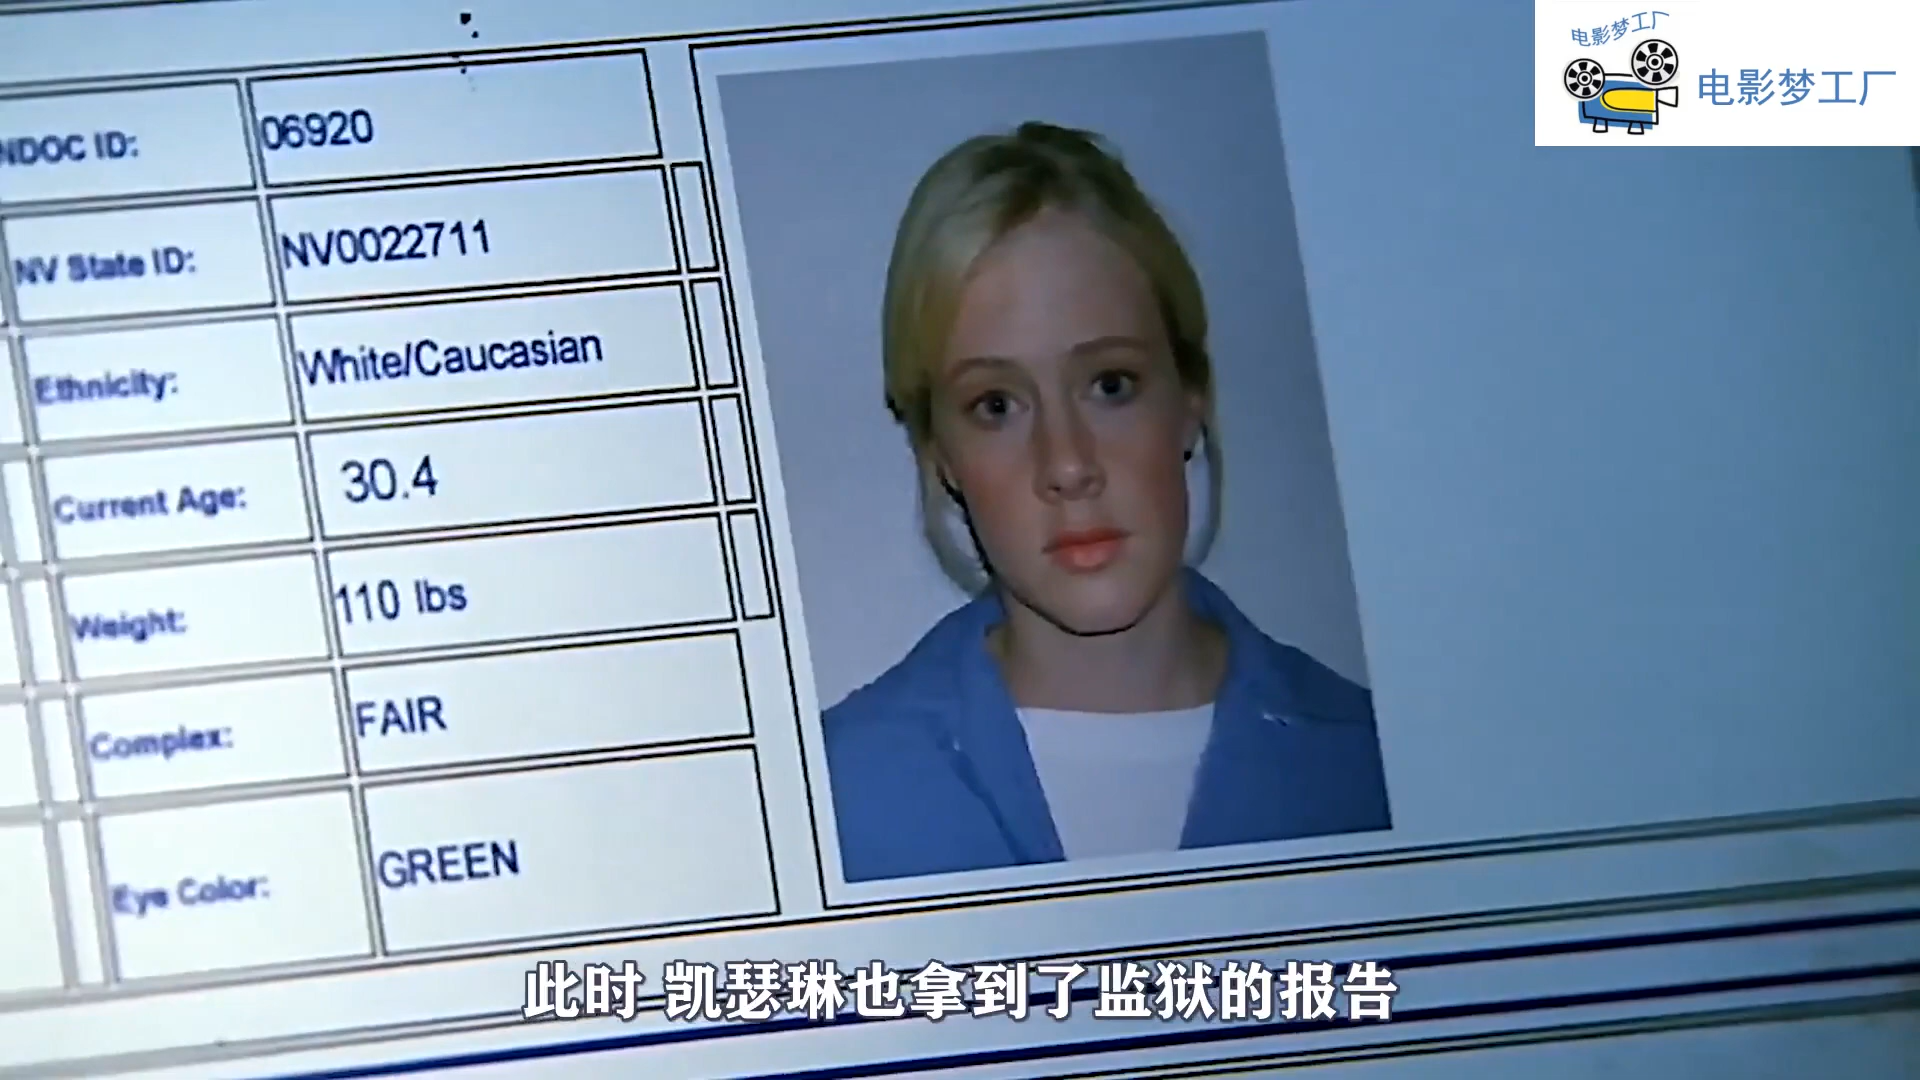 电影梦工厂
电影梦工厂
NDOC ID: 06920
NV State ID: NV0022711
Ethnicity: White/Caucasian
Current Age: 30.4
Weight: 110 lbs
Complex: FAIR
Eye Color: GREEN
此时 凯瑟琳也拿到了监狱的报告